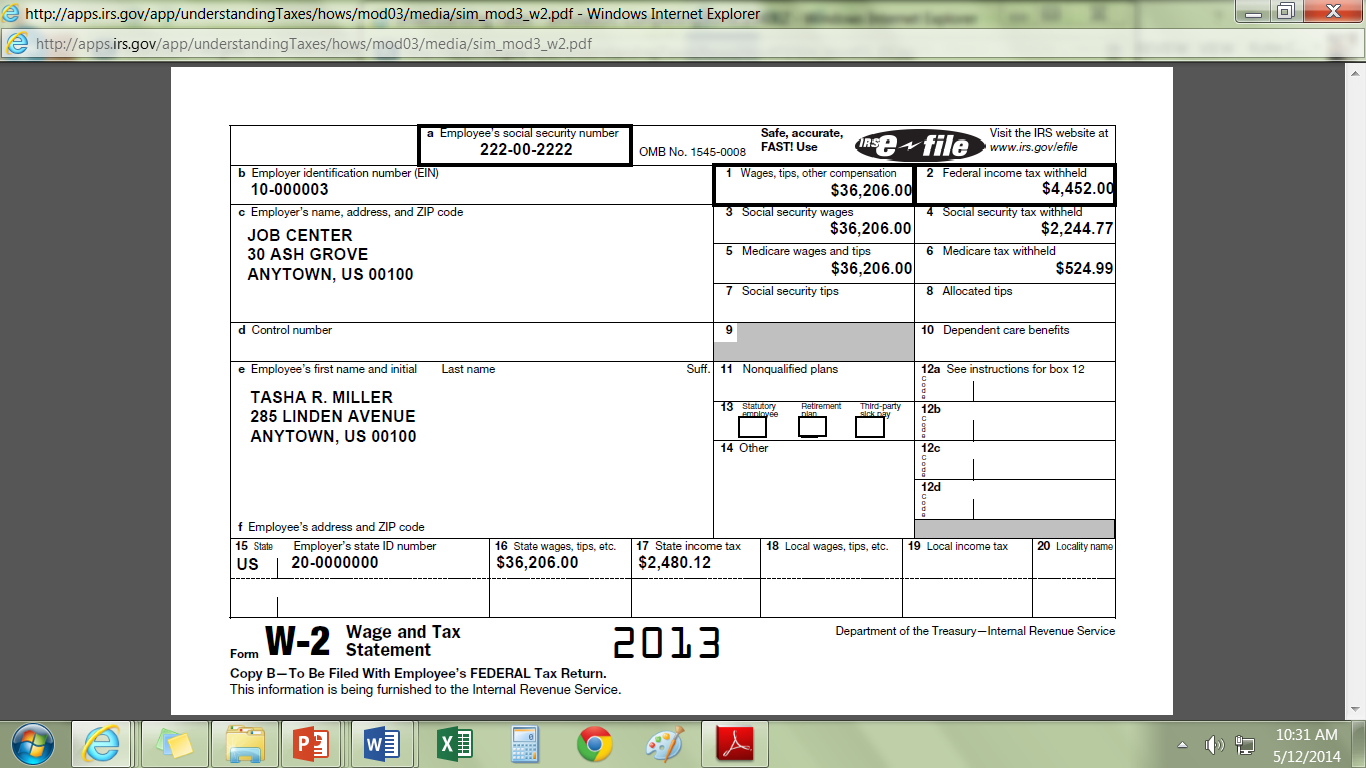 http://apps.irs.gov/app/understandingTaxes/hows/mod03/media/sim_mod3_w2.pdf - Windows Internet Explorer
http://apps.irs.gov/app/understandingTaxes/hows/mod03/media/sim_mod3_w2.pdf
a Employee's social security number
222-00-2222
OMB No. 1545-0008
Safe, accurate,
FAST! Use
IRS e-file
Visit the IRS website at
www.irs.gov/efile
b Employer identification number (EIN)
10-000003
1 Wages, tips, other compensation
$36,206.00
2 Federal income tax withheld
$4,452.00
c Employer's name, address, and ZIP code
JOB CENTER
30 ASH GROVE
ANYTOWN, US 00100
3 Social security wages
$36,206.00
4 Social security tax withheld
$2,244.77
5 Medicare wages and tips
$36,206.00
6 Medicare tax withheld
$524.99
7 Social security tips
8 Allocated tips
d Control number
9
10 Dependent care benefits
e Employee's first name and initial Last name Suff.
TASHA R. MILLER
285 LINDEN AVENUE
ANYTOWN, US 00100
11 Nonqualified plans
12a See instructions for box 12
Code
13 Statutory employee Retirement plan Third-party sick pay
12b
Code
14 Other
12c
Code
12d
Code
f Employee's address and ZIP code
15 State Employer's state ID number
US 20-0000000
16 State wages, tips, etc.
$36,206.00
17 State income tax
$2,480.12
18 Local wages, tips, etc.
19 Local income tax
20 Locality name
Form W-2 Wage and Tax
Statement
2013
Department of the Treasury—Internal Revenue Service
Copy B—To Be Filed With Employee's FEDERAL Tax Return.
This information is being furnished to the Internal Revenue Service.
10:31 AM
5/12/2014